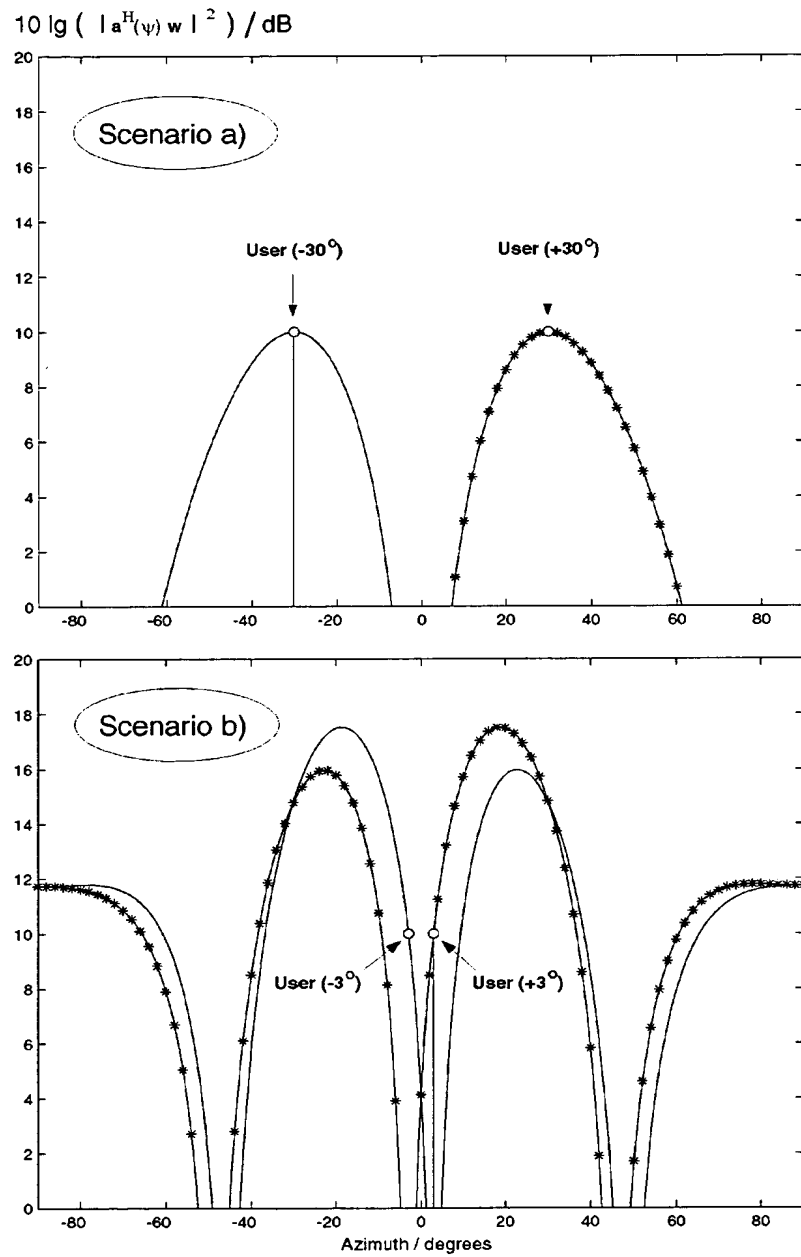 10 lg ( | a^H(ψ) w | ² ) / dB
20
18
Scenario a)
16
14
User (-30°) User (+30°)
12
10
8
6
4
2
0
-80 -60 -40 -20 0 20 40 60 80
20
18
Scenario b)
16
14
12
10
User (-3°) User (+3°)
8
6
4
2
0
-80 -60 -40 -20 0 20 40 60 80
Azimuth / degrees